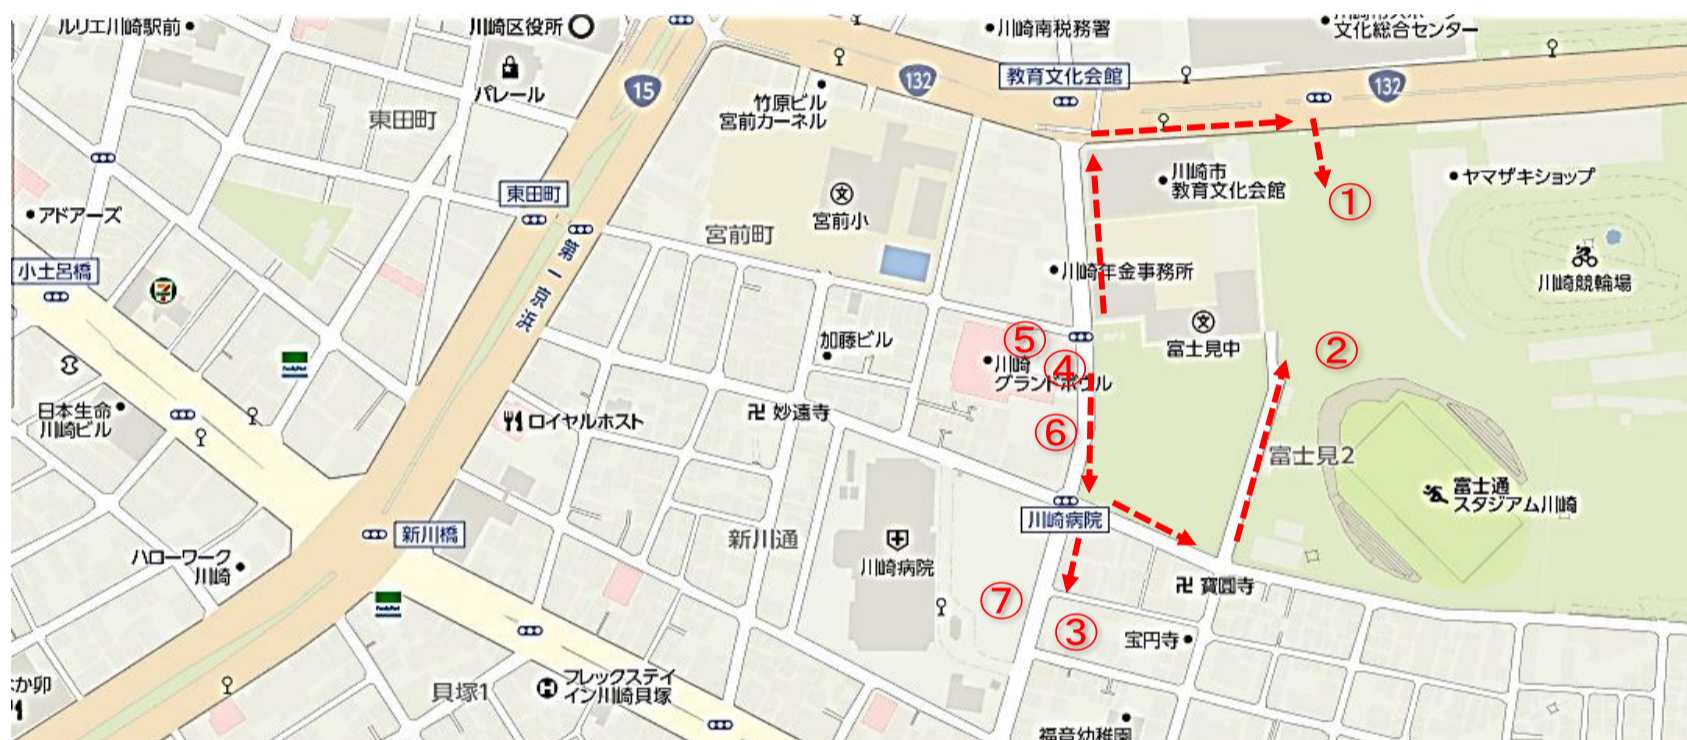 ルリエ川崎駅前
川崎区役所
川崎南税務署
文化総合センター
パレール
15
132
教育文化会館
132
竹原ビル
宮前カーネル
東田町
川崎市
教育文化会館
ヤマザキショップ
①
東田町
宮前小
アドアーズ
宮前町
第一京浜
小土呂橋
川崎年金事務所
川崎競輪場
7
加藤ビル
⑤
富士見中
②
FamilyMart
川崎
グランドボウル
④
日本生命
川崎ビル
ロイヤルホスト
卍 妙遠寺
⑥
富士見2
富士通
スタジアム川崎
新川橋
新川通
川崎病院
川崎病院
ハローワーク
川崎
卍 寶圓寺
FamilyMart
⑦
③
宝円寺
か卯
貝塚1
H
フレックステイ
イン川崎貝塚
福音幼稚園